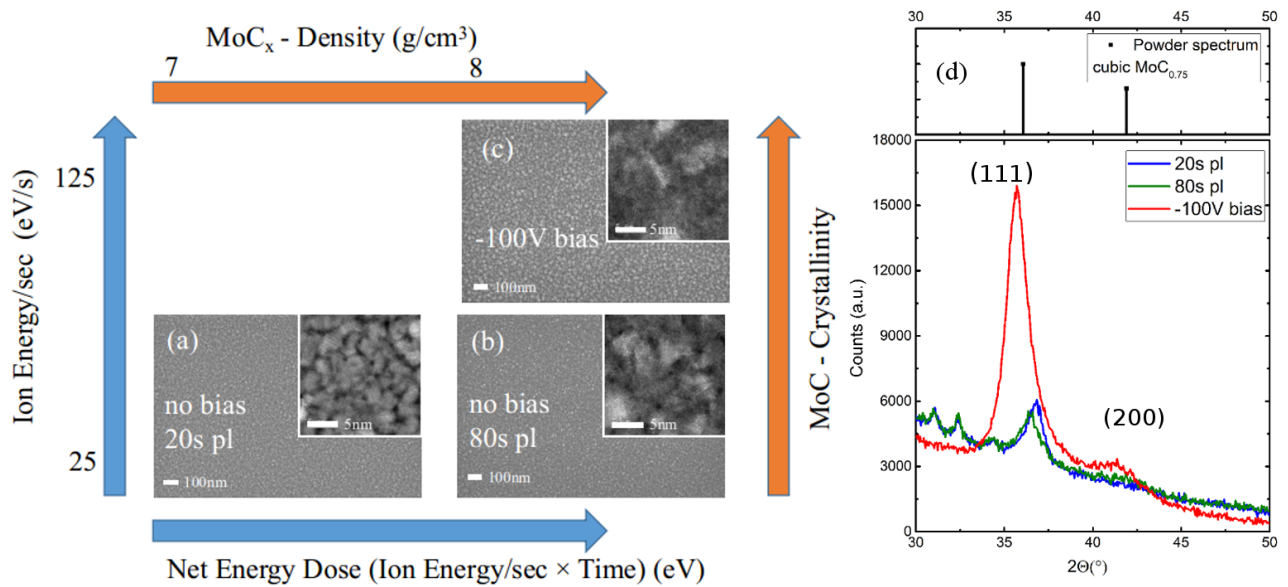 MoCx - Density (g/cm³)
7 8
Ion Energy/sec (eV/s)
125
25
(c)
-100V bias
100nm
5nm
(a)
no bias
20s pl
100nm
5nm
(b)
no bias
80s pl
100nm
5nm
MoC - Crystallinity
Net Energy Dose (Ion Energy/sec × Time) (eV)
30 35 40 45 50
(d)
Powder spectrum
cubic MoC0.75
18000
15000
12000
9000
6000
3000
0
Counts (a.u.)
(111)
(200)
20s pl
80s pl
-100V bias
30 35 40 45 50
2Θ(°)